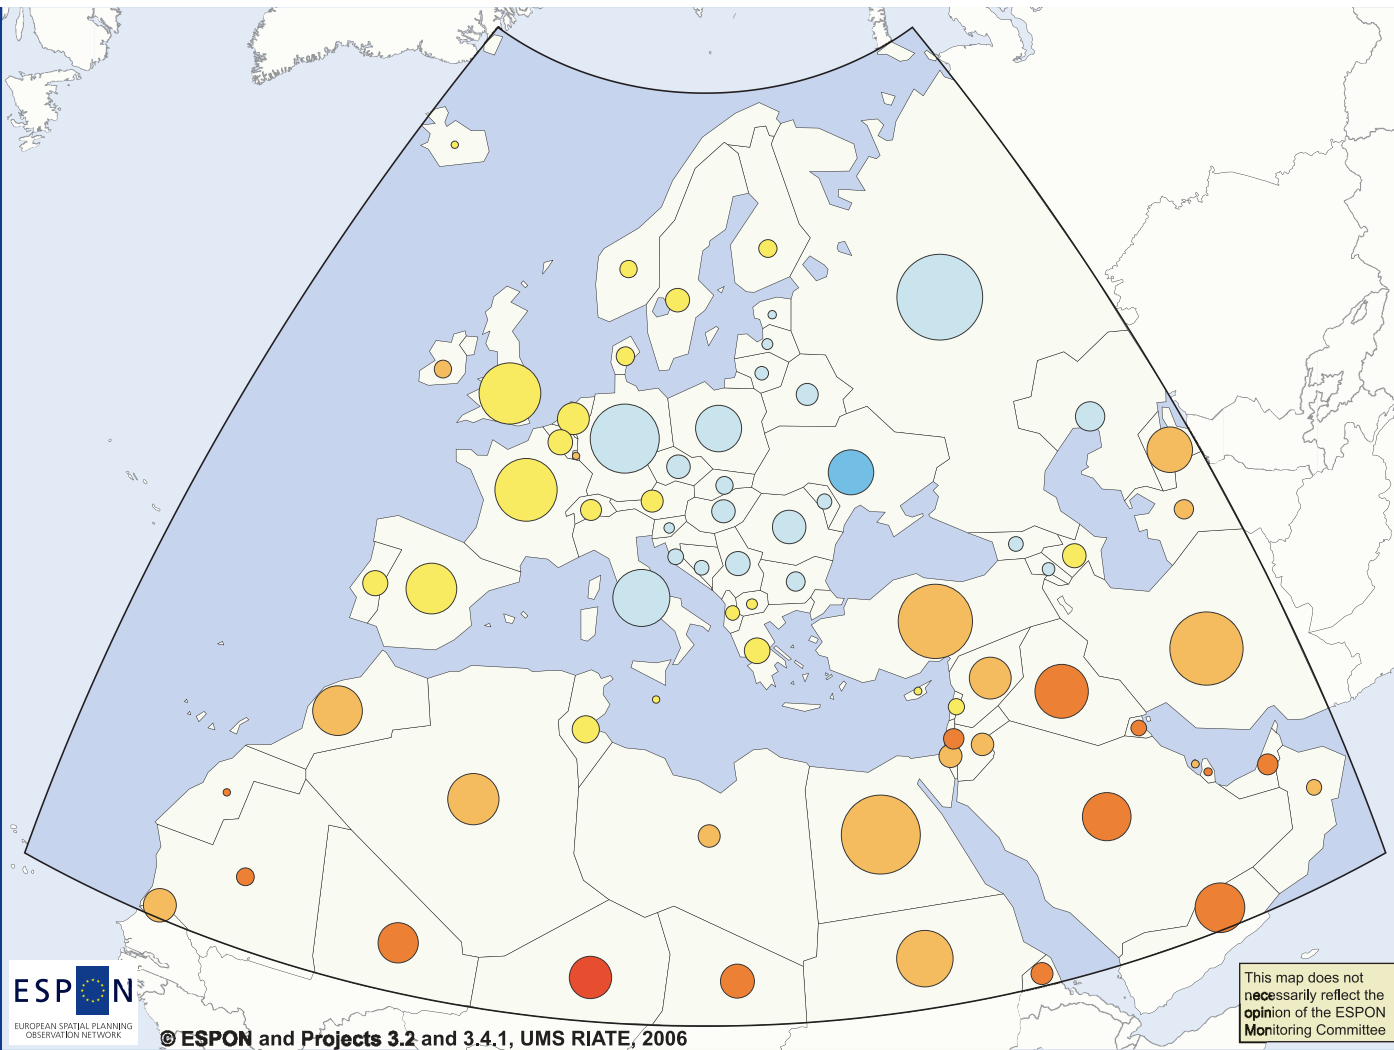 ESPON
EUROPEAN SPATIAL PLANNING
OBSERVATION NETWORK
© ESPON and Projects 3.2 and 3.4.1, UMS RIATE, 2006
This map does not
necessarily reflect the
opinion of the ESPON
Monitoring Committee